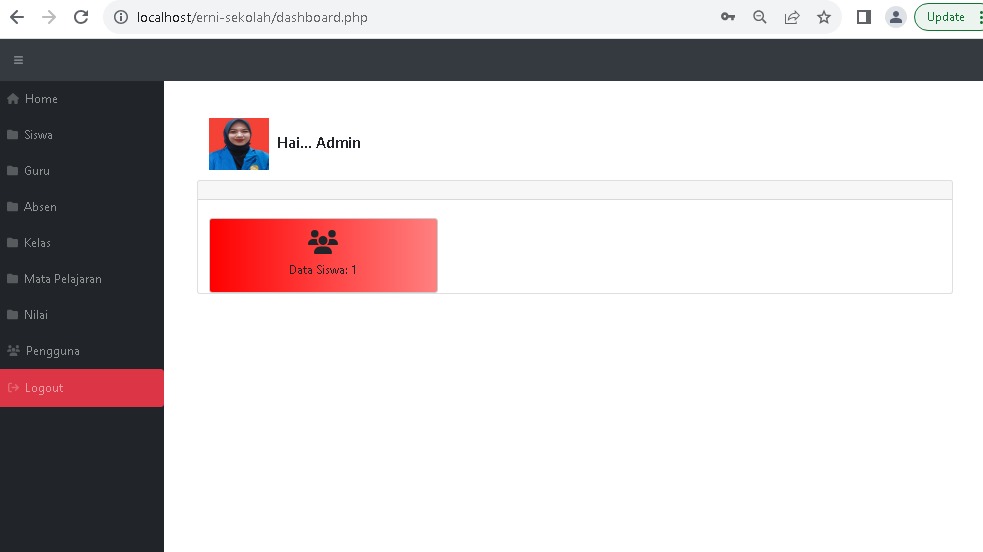 localhost/erni-sekolah/dashboard.php
Update
Home
Siswa
Guru
Absen
Kelas
Mata Pelajaran
Nilai
Pengguna
Logout
Hai... Admin
Data Siswa: 1